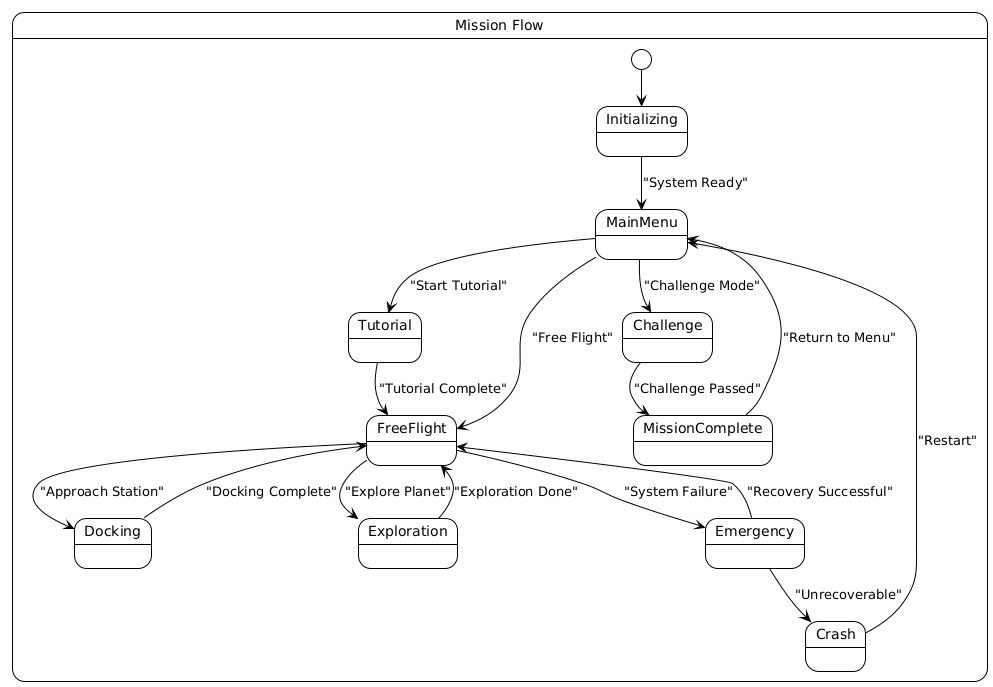 Mission Flow
Initializing
"System Ready"
MainMenu
"Start Tutorial"
"Challenge Mode"
Tutorial
Challenge
"Free Flight"
"Return to Menu"
"Tutorial Complete"
"Challenge Passed"
FreeFlight
MissionComplete
"Restart"
"Approach Station"
"Docking Complete"
"Explore Planet"
"Exploration Done"
"System Failure"
"Recovery Successful"
Docking
Exploration
Emergency
"Unrecoverable"
Crash